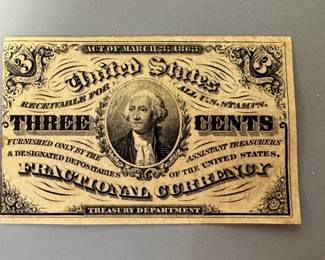 ACT OF MARCH 3, 1863
3 United States 3
RECEIVABLE FOR ALL U.S. STAMPS.
THREE CENTS
FURNISHED ONLY BY THE ASSISTANT TREASURERS
& DESIGNATED DEPOSITARIES OF THE UNITED STATES.
FRACTIONAL CURRENCY
TREASURY DEPARTMENT